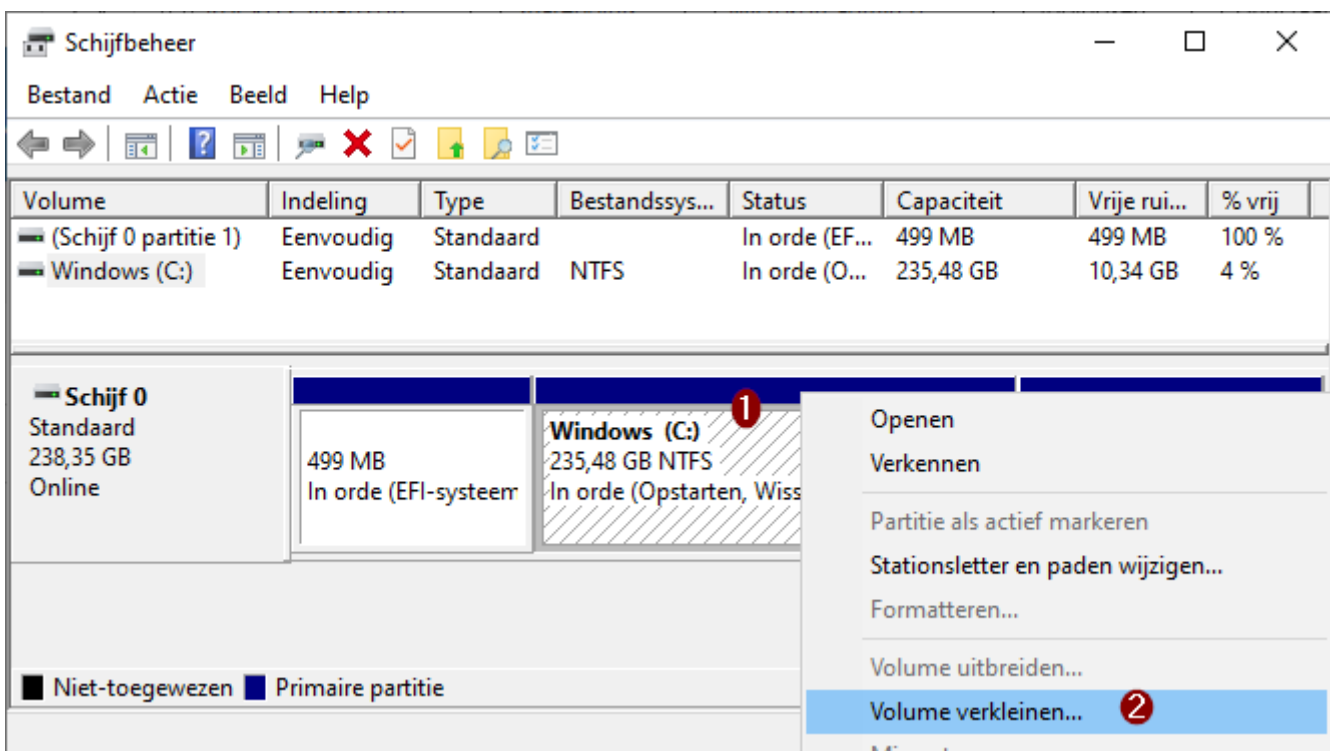 Schijfbeheer
Bestand Actie Beeld Help
Volume Indeling Type Bestandssys... Status Capaciteit Vrije rui... % vrij
(Schijf 0 partitie 1) Eenvoudig Standaard In orde (EF... 499 MB 499 MB 100 %
Windows (C:) Eenvoudig Standaard NTFS In orde (O... 235,48 GB 10,34 GB 4 %
Schijf 0
Standaard
238,35 GB
Online
499 MB
In orde (EFI-systeem
1
Windows (C:)
235,48 GB NTFS
In orde (Opstarten, Wiss
Openen
Verkennen
Partitie als actief markeren
Stationsletter en paden wijzigen...
Formatteren...
Volume uitbreiden...
Volume verkleinen... 2
Niet-toegewezen Primaire partitie